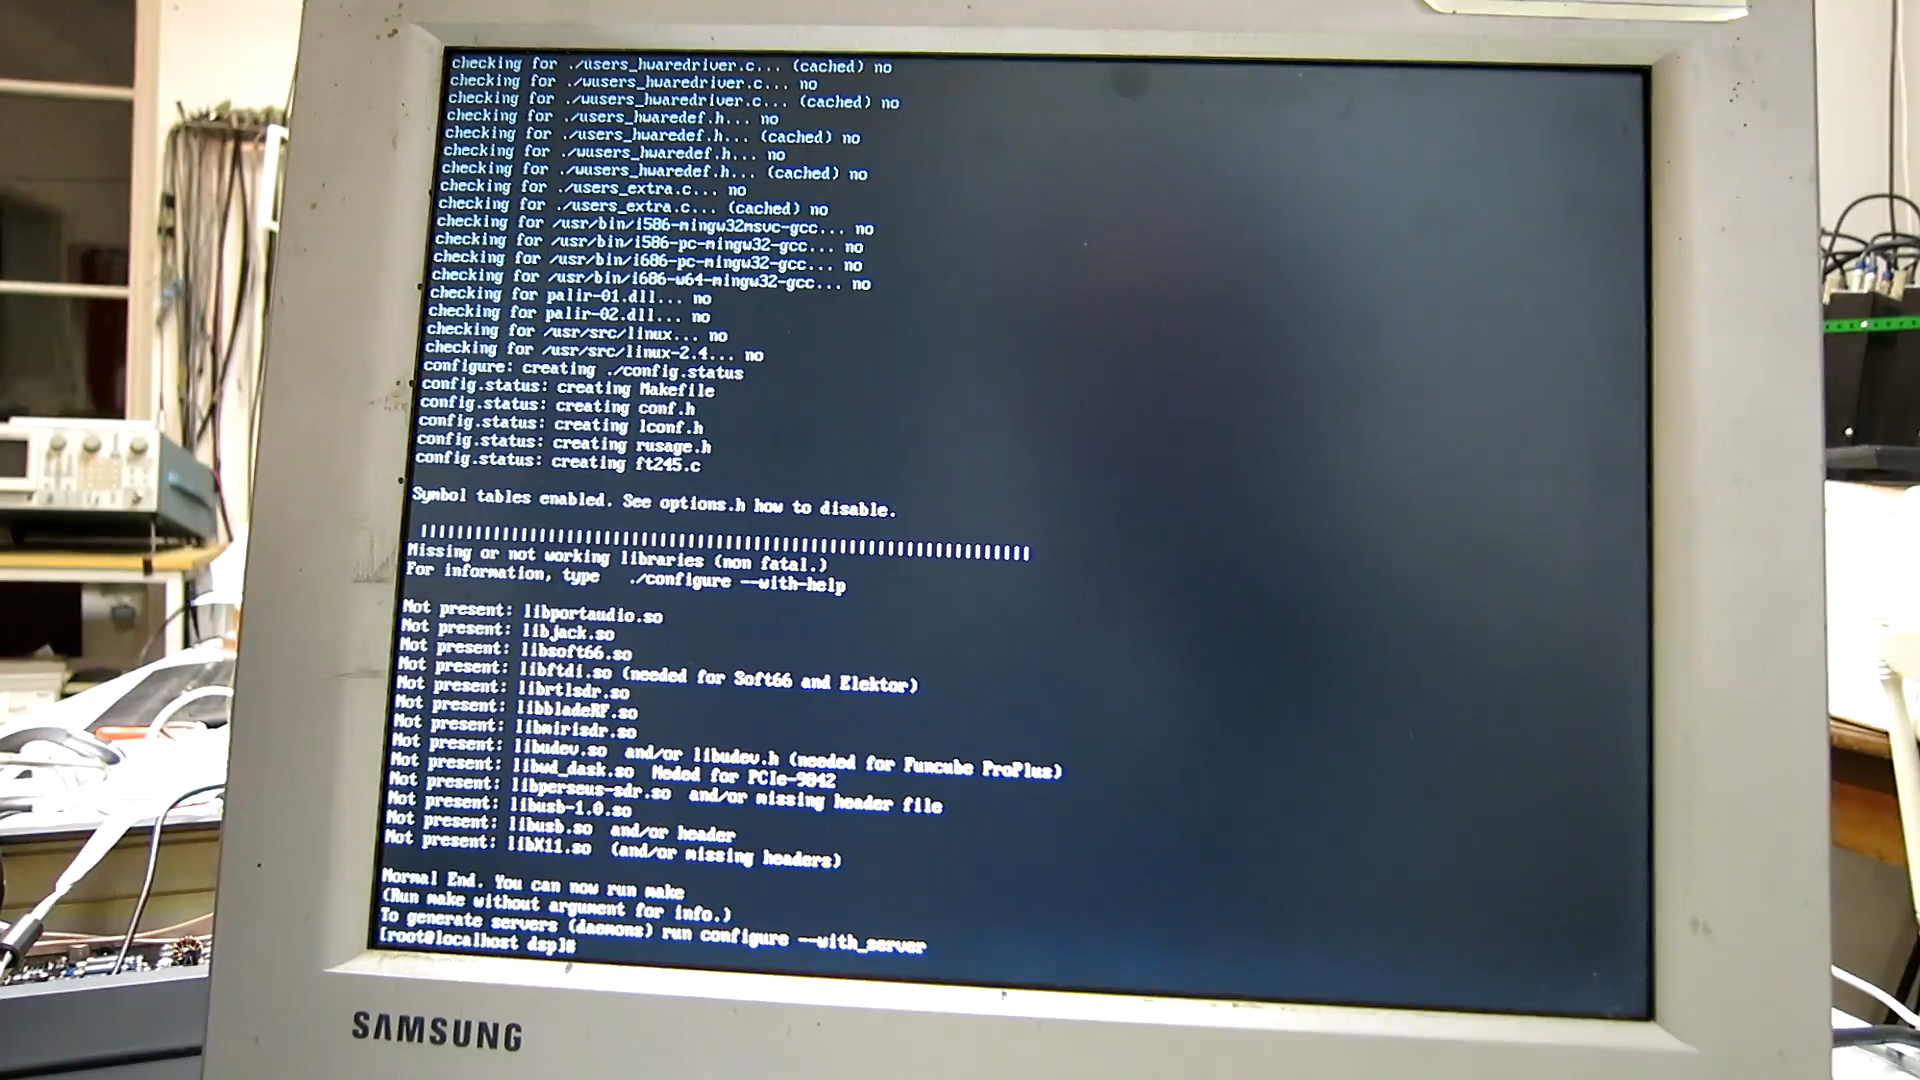 checking for ./users_hwaredriver.c... (cached) no
checking for ./wusers_hwaredriver.c... no
checking for ./wusers_hwaredriver.c... (cached) no
checking for ./users_hwaredef.h... no
checking for ./users_hwaredef.h... (cached) no
checking for ./wusers_hwaredef.h... no
checking for ./wusers_hwaredef.h... (cached) no
checking for ./users_extra.c... no
checking for ./users_extra.c... (cached) no
checking for /usr/bin/i586-mingw32msvc-gcc... no
checking for /usr/bin/i586-pc-mingw32-gcc... no
checking for /usr/bin/i686-pc-mingw32-gcc... no
checking for /usr/bin/i686-w64-mingw32-gcc... no
checking for palir-01.dll... no
checking for palir-02.dll... no
checking for /usr/src/linux... no
checking for /usr/src/linux-2.4... no
configure: creating ./config.status
config.status: creating Makefile
config.status: creating conf.h
config.status: creating lconf.h
config.status: creating rusage.h
config.status: creating ft245.c
Symbol tables enabled. See options.h how to disable.
Missing or not working libraries (non fatal.)
For information, type   ./configure --with-help
Not present: libportaudio.so
Not present: libjack.so
Not present: libsoft66.so
Not present: libftdi.so (needed for Soft66 and Elektor)
Not present: librtlsdr.so
Not present: libbladeRF.so
Not present: libmirisdr.so
Not present: libudev.so  and/or libudev.h (needed for Funcube ProPlus)
Not present: libwd_dask.so  Neded for PCIe-9842
Not present: libperseus-sdr.so  and/or missing header file
Not present: libusb-1.0.so
Not present: libusb.so  and/or header
Not present: libX11.so  (and/or missing headers)
Normal End. You can now run make
(Run make without argument for info.)
To generate servers (daemons) run configure --with_server
[root@localhost dsp]#
SAMSUNG